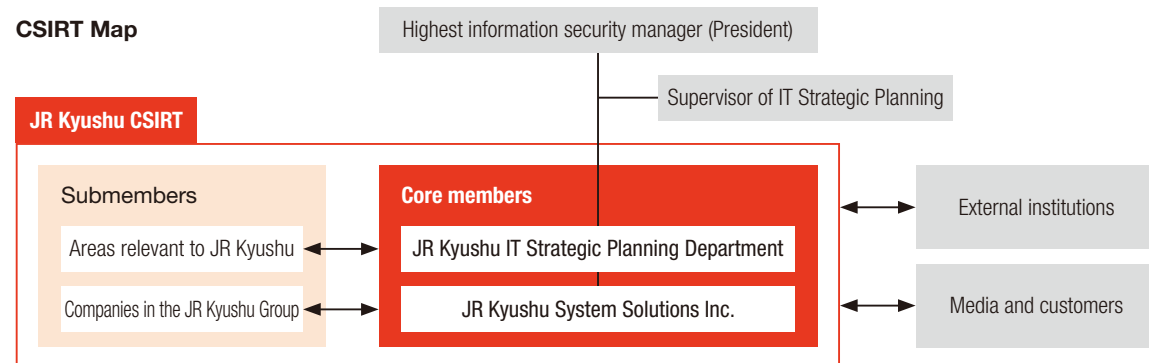 CSIRT Map
Highest information security manager (President)
Supervisor of IT Strategic Planning
JR Kyushu CSIRT
Submembers
Areas relevant to JR Kyushu
Companies in the JR Kyushu Group
Core members
JR Kyushu IT Strategic Planning Department
JR Kyushu System Solutions Inc.
External institutions
Media and customers